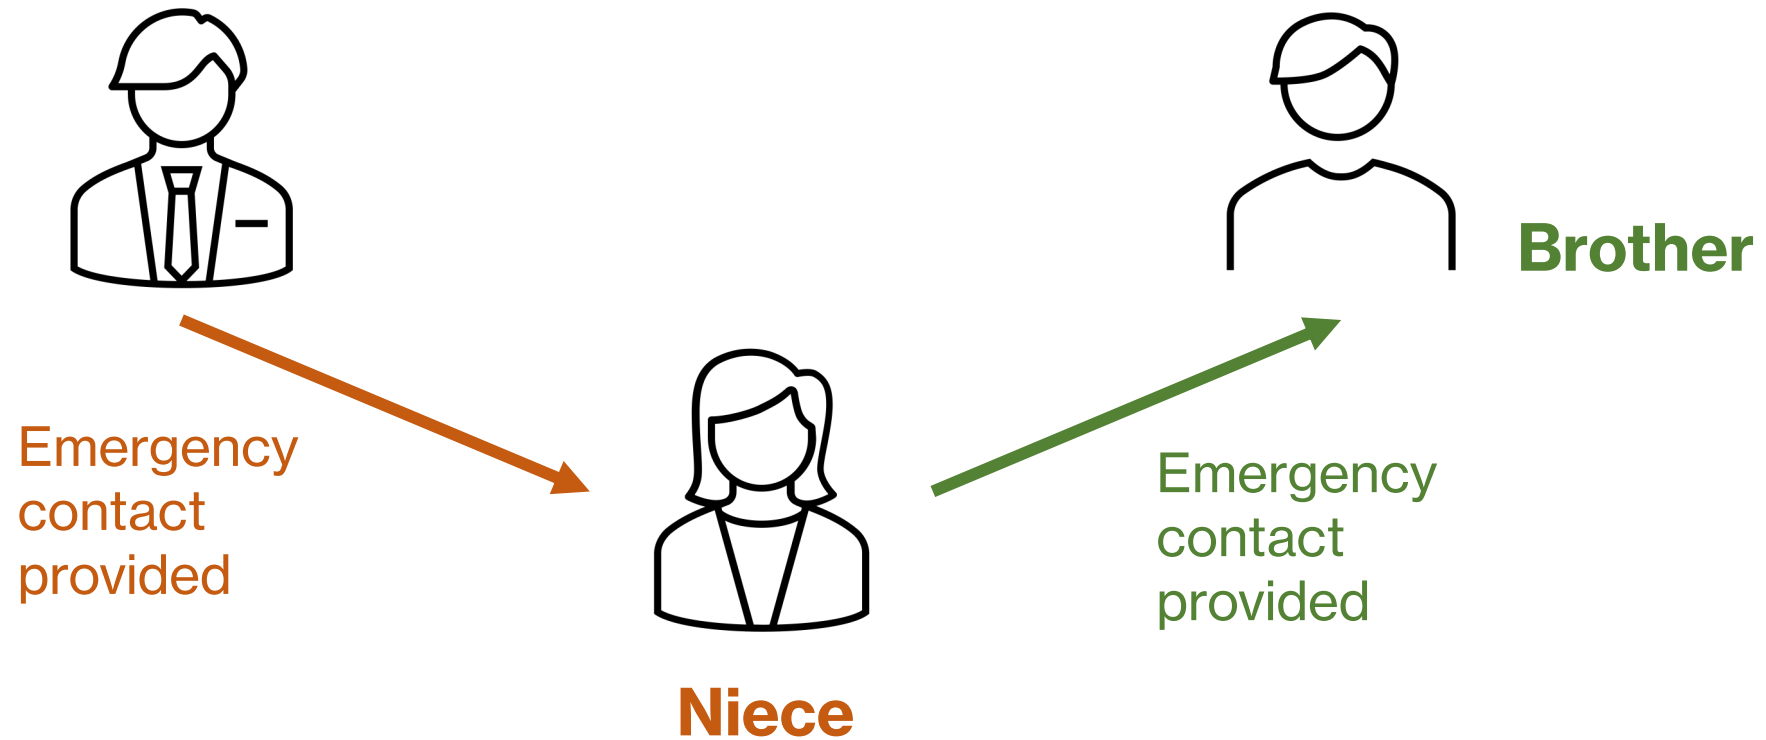 Brother
Emergency
contact
provided
Emergency
contact
provided
Niece